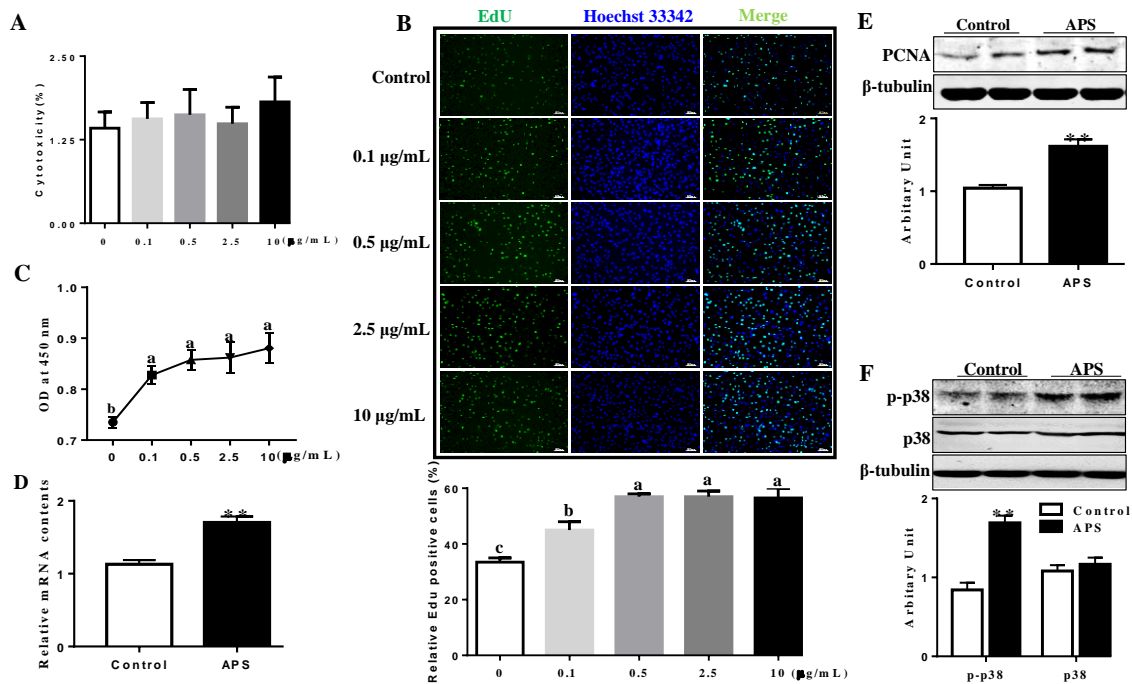 A
2.50
1.25
0.00
Cytotoxicity(%)
0 0.1 0.5 2.5 10 (μg/mL)
B
EdU Hoechst 33342 Merge
Control
0.1 μg/mL
0.5 μg/mL
2.5 μg/mL
10 μg/mL
60
40
20
0
Relative Edu positive cells (%)
c b a a a
0 0.1 0.5 2.5 10 (μg/mL)
C
1.0
0.9
0.8
0.7
OD at 450 nm
b a a a a
0 0.1 0.5 2.5 10 (μg/mL)
D
2
1
0
Relative mRNA contents
**
Control APS
E
Control APS
PCNA
β-tubulin
2
1
0
Arbitary Unit
**
Control APS
F
Control APS
p-p38
p38
β-tubulin
2
1
0
Arbitary Unit
**
Control
APS
p-p38 p38